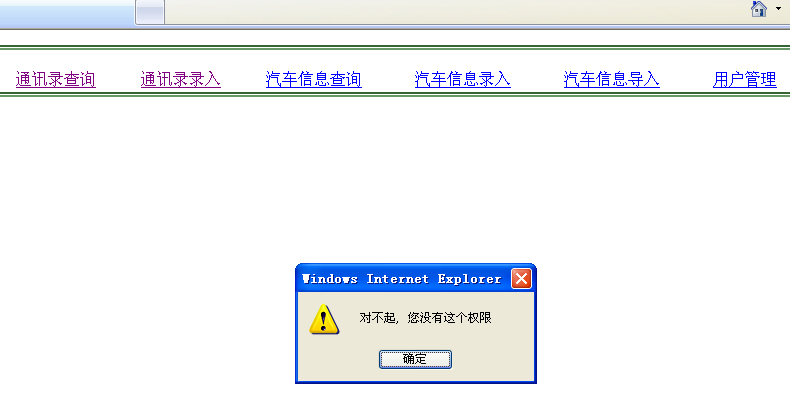 通讯录查询 通讯录录入 汽车信息查询 汽车信息录入 汽车信息导入 用户管理
Windows Internet Explorer
对不起, 您没有这个权限
确定